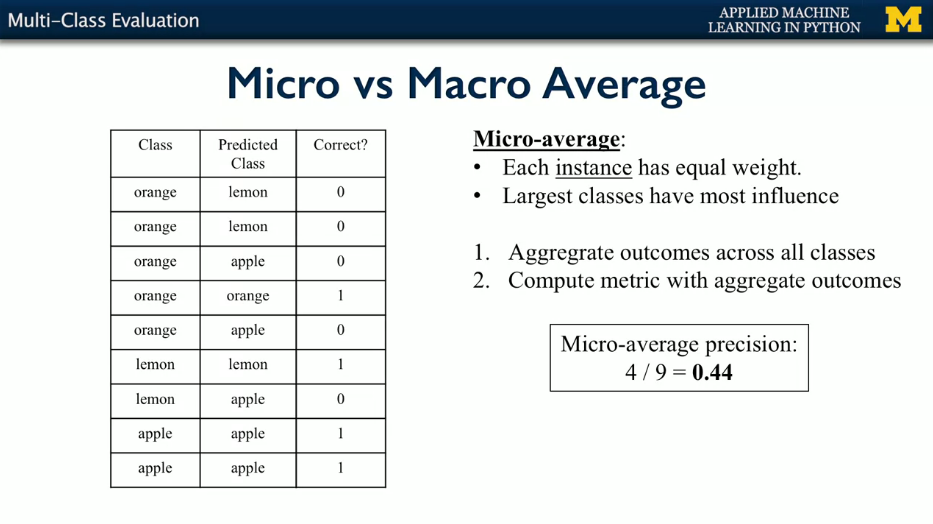 Multi-Class Evaluation
APPLIED MACHINE
LEARNING IN PYTHON
M
Micro vs Macro Average
Class Predicted Class Correct?
orange lemon 0
orange lemon 0
orange apple 0
orange orange 1
orange apple 0
lemon lemon 1
lemon apple 0
apple apple 1
apple apple 1
Micro-average:
• Each instance has equal weight.
• Largest classes have most influence
1. Aggregrate outcomes across all classes
2. Compute metric with aggregate outcomes
Micro-average precision:
4 / 9 = 0.44